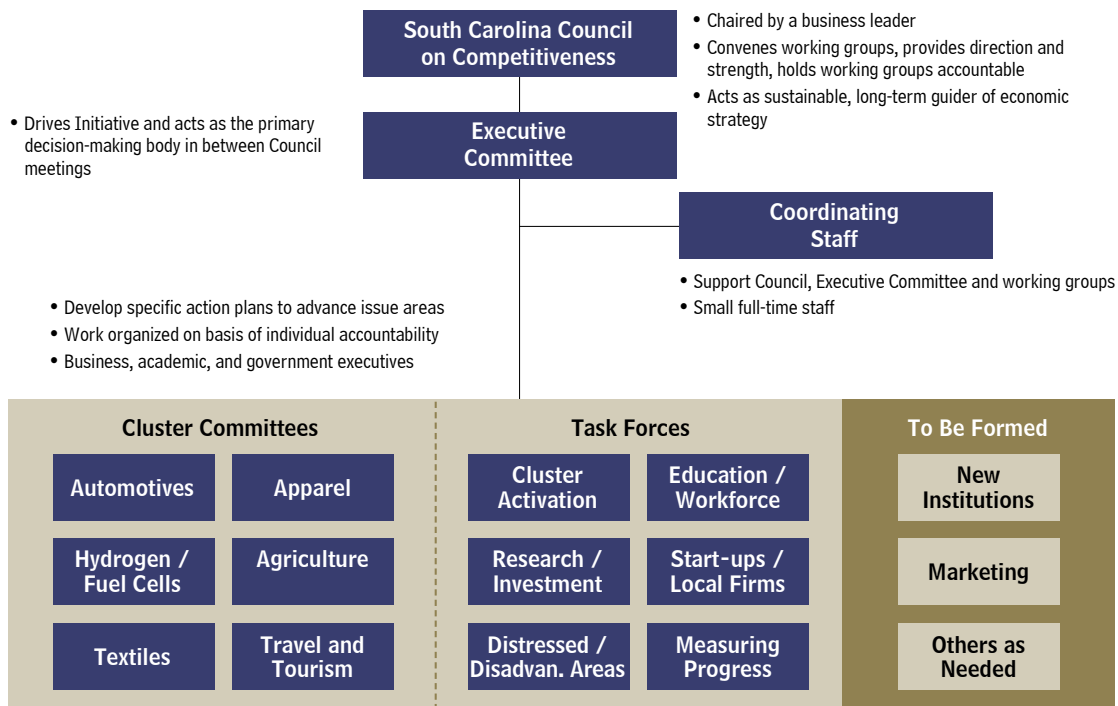 South Carolina Council
on Competitiveness
• Chaired by a business leader
• Convenes working groups, provides direction and
strength, holds working groups accountable
• Acts as sustainable, long-term guider of economic
strategy
• Drives Initiative and acts as the primary
decision-making body in between Council
meetings
Executive
Committee
Coordinating
Staff
• Support Council, Executive Committee and working groups
• Small full-time staff
• Develop specific action plans to advance issue areas
• Work organized on basis of individual accountability
• Business, academic, and government executives
Cluster Committees
Automotives
Apparel
Hydrogen /
Fuel Cells
Agriculture
Textiles
Travel and
Tourism
Task Forces
Cluster
Activation
Education /
Workforce
Research /
Investment
Start-ups /
Local Firms
Distressed /
Disadvan. Areas
Measuring
Progress
To Be Formed
New
Institutions
Marketing
Others as
Needed